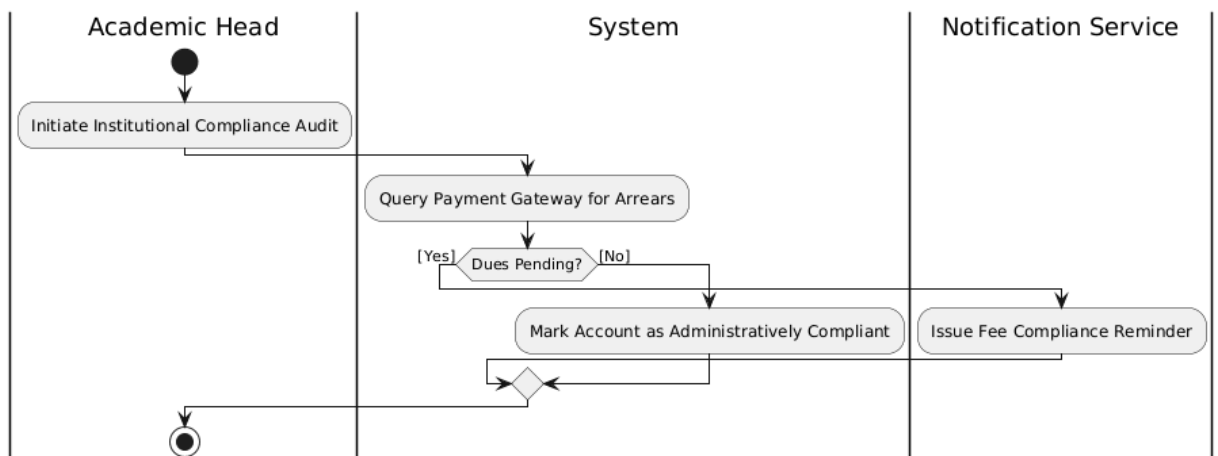 Academic Head
System
Notification Service
Initiate Institutional Compliance Audit
Query Payment Gateway for Arrears
[Yes]
Dues Pending?
[No]
Mark Account as Administratively Compliant
Issue Fee Compliance Reminder